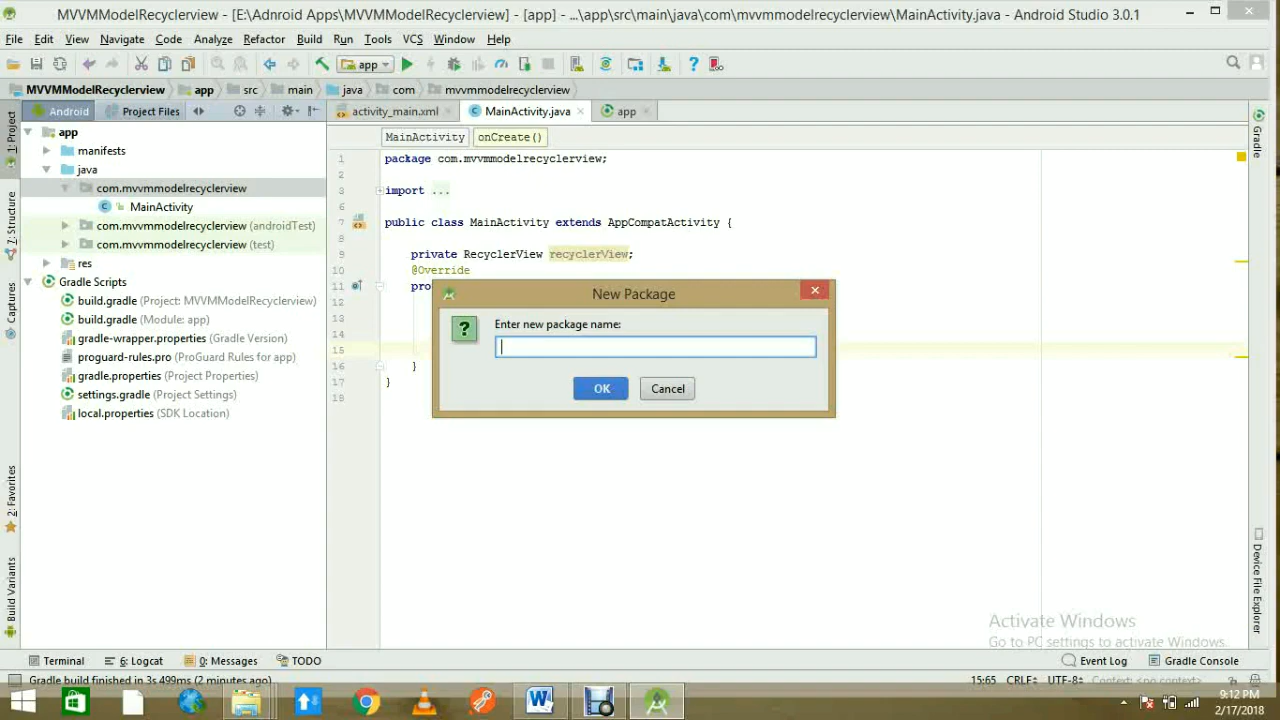 MVVMModelRecyclerview - [E:\Adnroid Apps\MVVMModelRecyclerview] - [app] - ...\app\src\main\java\com\mvvmmodelrecyclerview\MainActivity.java - Android Studio 3.0.1
File Edit View Navigate Code Analyze Refactor Build Run Tools VCS Window Help
app
MVVMModelRecyclerview app src main java com mvvmmodelrecyclerview
Android Project Files
activity_main.xml MainActivity.java app
1: Project
7: Structure
Captures
2: Favorites
Build Variants
app
manifests
java
com.mvvmmodelrecyclerview
MainActivity
com.mvvmmodelrecyclerview (androidTest)
com.mvvmmodelrecyclerview (test)
res
Gradle Scripts
build.gradle (Project: MVVMModelRecyclerview)
build.gradle (Module: app)
gradle-wrapper.properties (Gradle Version)
proguard-rules.pro (ProGuard Rules for app)
gradle.properties (Project Properties)
settings.gradle (Project Settings)
local.properties (SDK Location)
MainActivity onCreate()
1 package com.mvvmmodelrecyclerview;
2
3 import ...
6
7 public class MainActivity extends AppCompatActivity {
8
9 private RecyclerView recyclerView;
10 @Override
11 pro
12
13
14
15
16 }
17 }
18
New Package
Enter new package name:
OK Cancel
Gradle
Device File Explorer
Activate Windows
Go to PC settings to activate Windows.
Terminal 6: Logcat 0: Messages TODO Event Log Gradle Console
Gradle build finished in 3s 499ms (2 minutes ago) 15:65 CRLF UTF-8 Context: <no context>
9:12 PM
2/17/2018